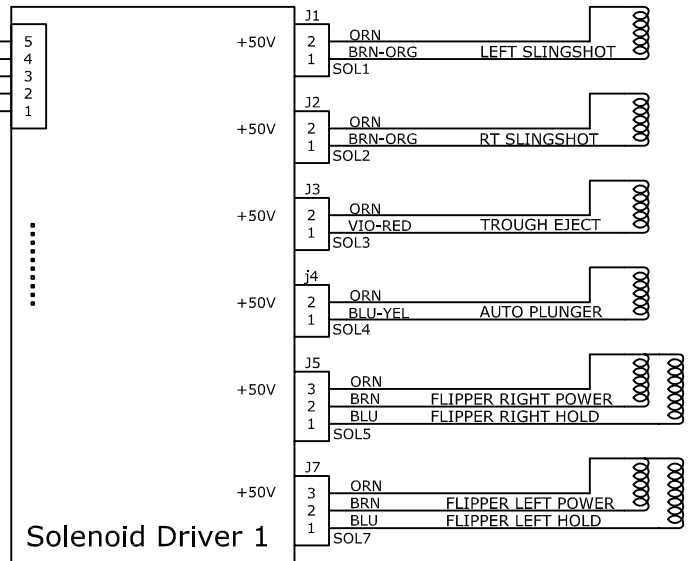 J1
5
4
3
2
1
+50V
2 ORN
1 BRN-ORG LEFT SLINGSHOT
SOL1
J2
+50V
2 ORN
1 BRN-ORG RT SLINGSHOT
SOL2
J3
+50V
2 ORN
1 VIO-RED TROUGH EJECT
SOL3
j4
+50V
2 ORN
1 BLU-YEL AUTO PLUNGER
SOL4
J5
+50V
3 ORN
2 BRN FLIPPER RIGHT POWER
1 BLU FLIPPER RIGHT HOLD
SOL5
J7
+50V
3 ORN
2 BRN FLIPPER LEFT POWER
1 BLU FLIPPER LEFT HOLD
SOL7
Solenoid Driver 1